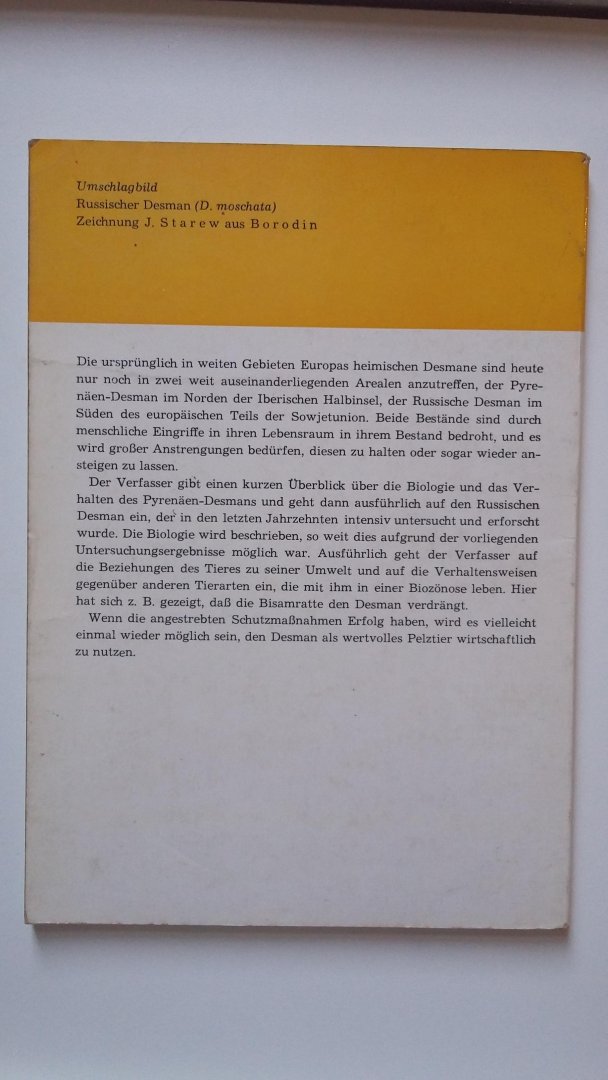 Umschlagbild
Russischer Desman (D. moschata)
Zeichnung J. Starew aus Borodin
Die ursprünglich in weiten Gebieten Europas heimischen Desmane sind heute
nur noch in zwei weit auseinanderliegenden Arealen anzutreffen, der Pyre-
näen-Desman im Norden der Iberischen Halbinsel, der Russische Desman im
Süden des europäischen Teils der Sowjetunion. Beide Bestände sind durch
menschliche Eingriffe in ihren Lebensraum in ihrem Bestand bedroht, und es
wird großer Anstrengungen bedürfen, diesen zu halten oder sogar wieder an-
steigen zu lassen.
Der Verfasser gibt einen kurzen Überblick über die Biologie und das Ver-
halten des Pyrenäen-Desmans und geht dann ausführlich auf den Russischen
Desman ein, der in den letzten Jahrzehnten intensiv untersucht und erforscht
wurde. Die Biologie wird beschrieben, so weit dies aufgrund der vorliegenden
Untersuchungsergebnisse möglich war. Ausführlich geht der Verfasser auf
die Beziehungen des Tieres zu seiner Umwelt und auf die Verhaltensweisen
gegenüber anderen Tierarten ein, die mit ihm in einer Biozönose leben. Hier
hat sich z. B. gezeigt, daß die Bisamratte den Desman verdrängt.
Wenn die angestrebten Schutzmaßnahmen Erfolg haben, wird es vielleicht
einmal wieder möglich sein, den Desman als wertvolles Pelztier wirtschaftlich
zu nutzen.